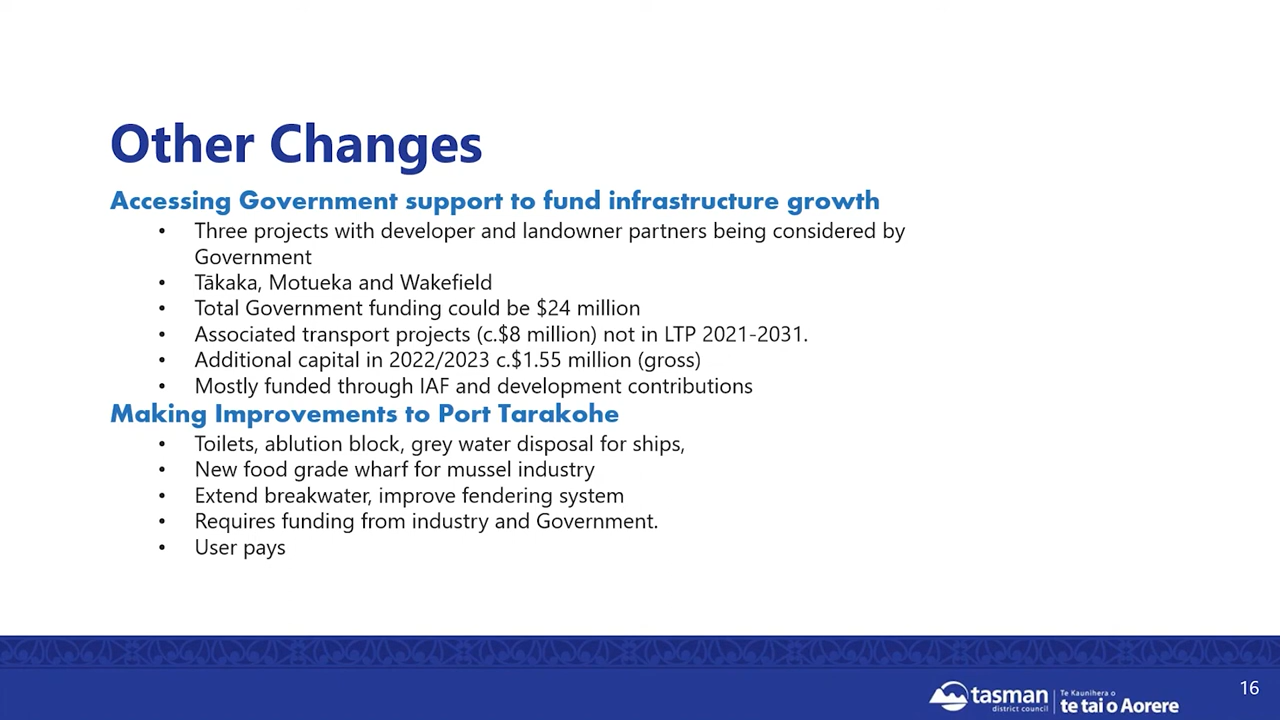 Other Changes
Accessing Government support to fund infrastructure growth
• Three projects with developer and landowner partners being considered by
Government
• Tākaka, Motueka and Wakefield
• Total Government funding could be $24 million
• Associated transport projects (c.$8 million) not in LTP 2021-2031.
• Additional capital in 2022/2023 c.$1.55 million (gross)
• Mostly funded through IAF and development contributions
Making Improvements to Port Tarakohe
• Toilets, ablution block, grey water disposal for ships,
• New food grade wharf for mussel industry
• Extend breakwater, improve fendering system
• Requires funding from industry and Government.
• User pays
tasman
district council
Te Kaunihera o
te tai o Aorere
16